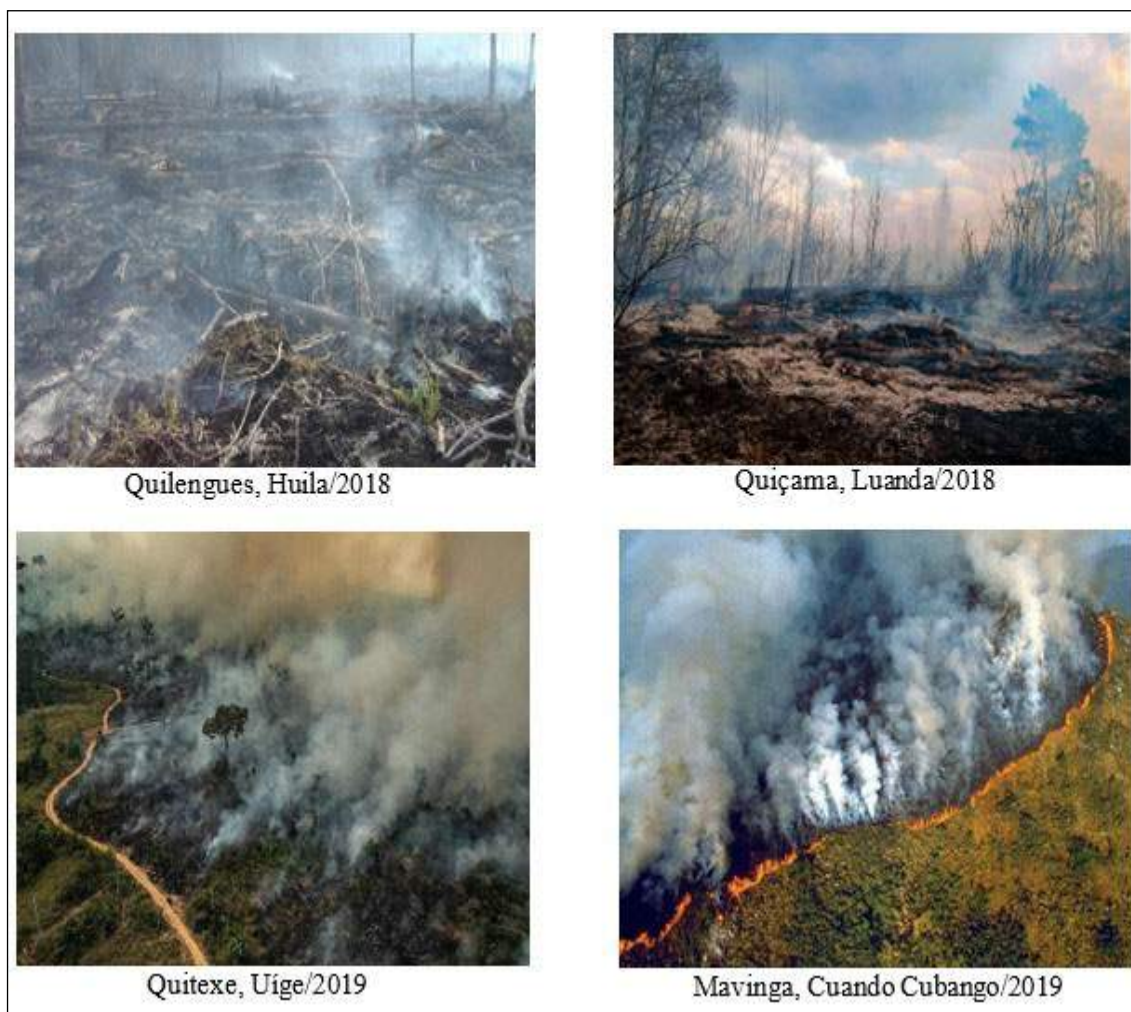 Quilengues, Huila/2018
Quiçama, Luanda/2018
Quitexe, Uíge/2019
Mavinga, Cuando Cubango/2019